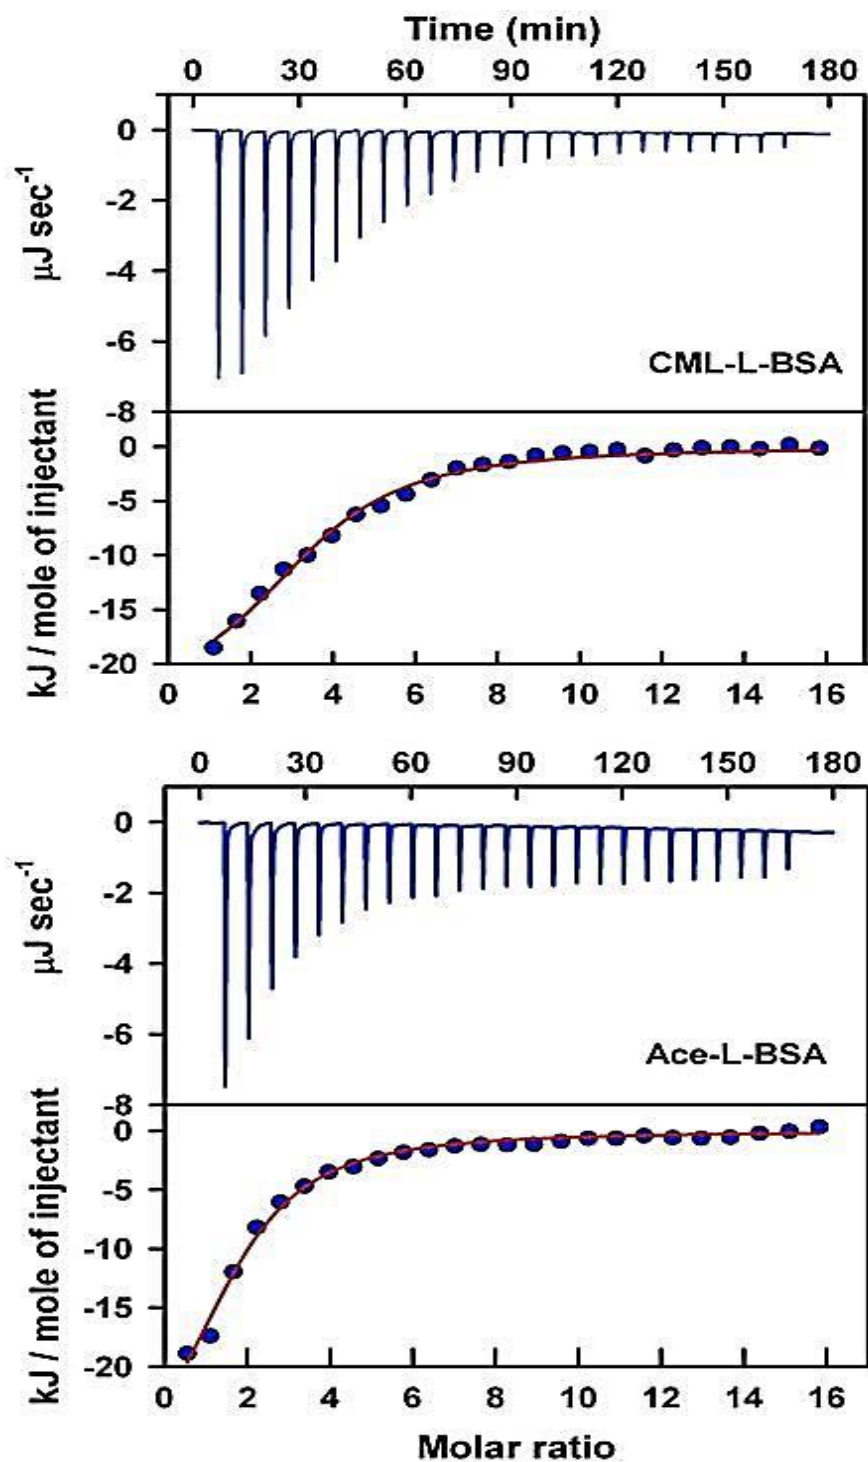 Time (min)
0 30 60 90 120 150 180
0
-2
-4
-6
-8
µJ sec-1
CML-L-BSA
0
-5
-10
-15
-20
kJ / mole of injectant
0 2 4 6 8 10 12 14 16
0 30 60 90 120 150 180
0
-2
-4
-6
-8
µJ sec-1
Ace-L-BSA
0
-5
-10
-15
-20
kJ / mole of injectant
0 2 4 6 8 10 12 14 16
Molar ratio